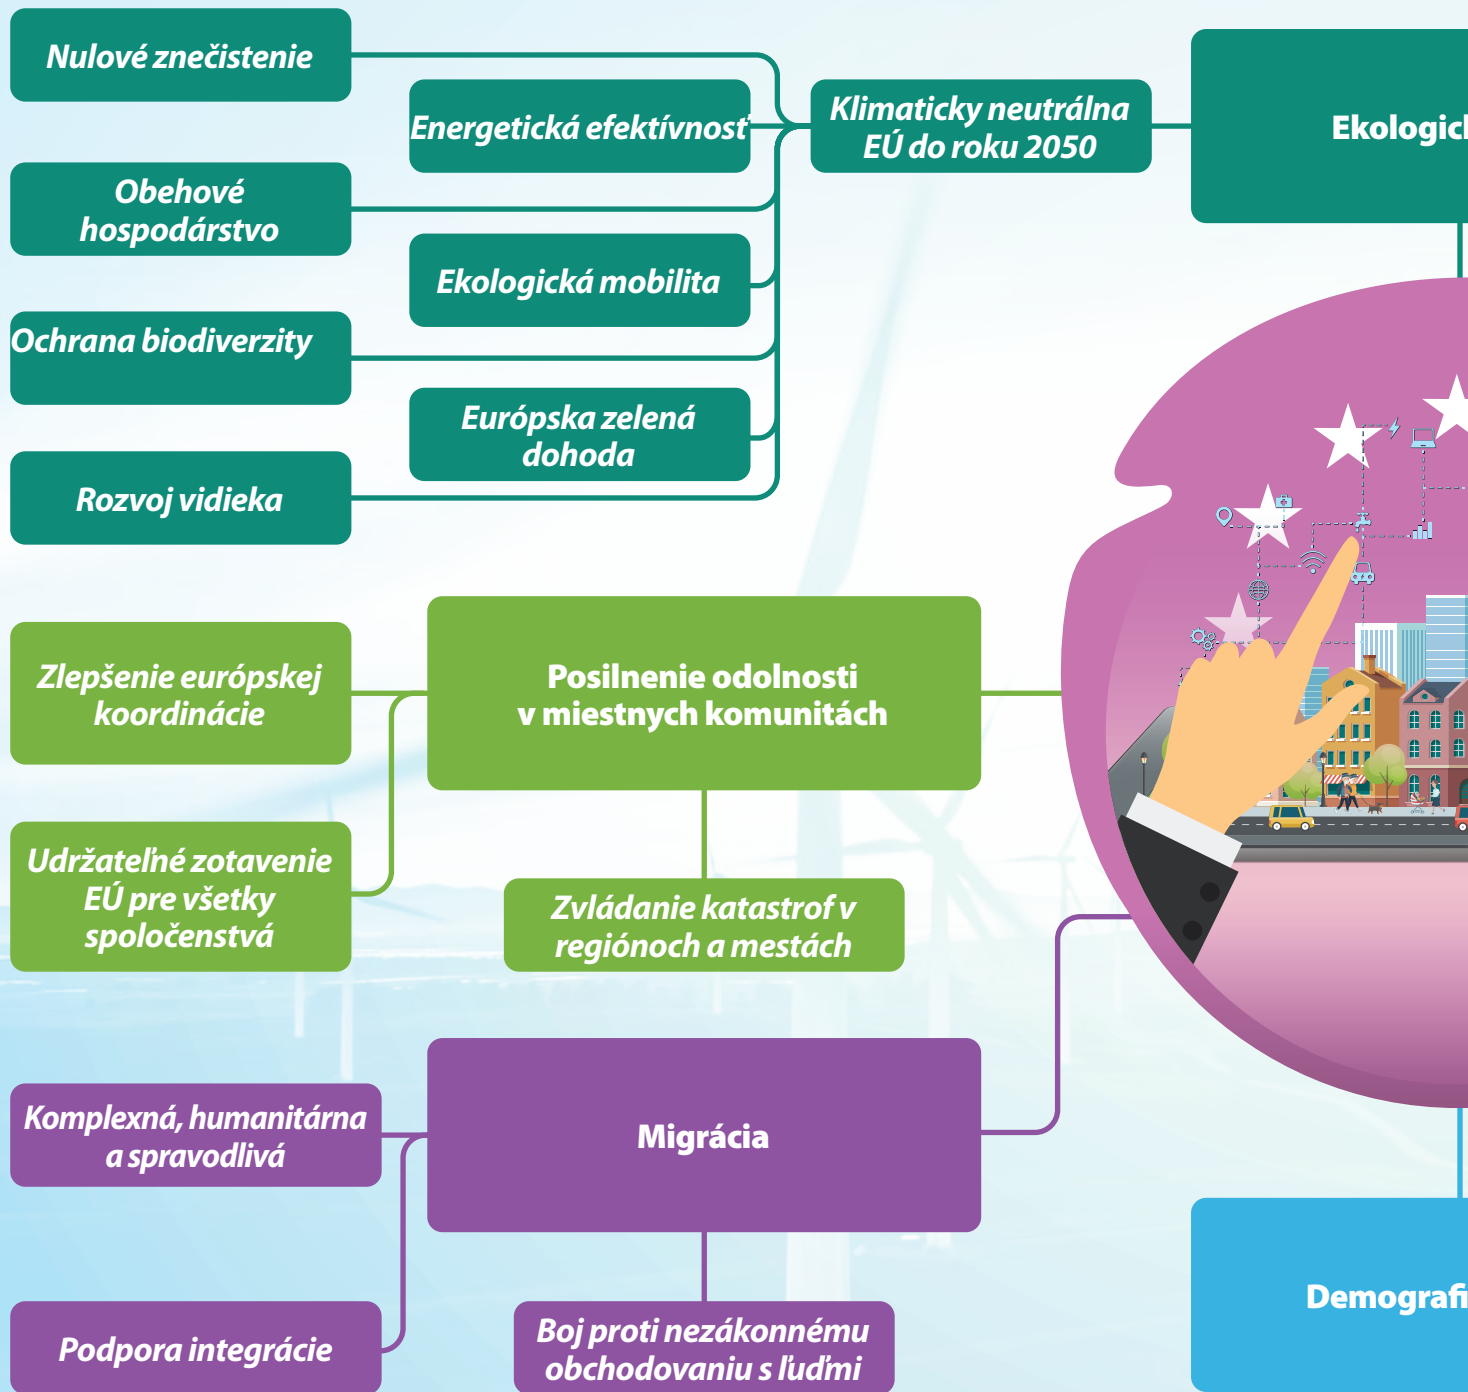 Nulové znečistenie
Energetická efektívnosť
Klimaticky neutrálna
EÚ do roku 2050
Obehové
hospodárstvo
Ekologická mobilita
Ochrana biodiverzity
Európska zelená
dohoda
Rozvoj vidieka
Zlepšenie európskej
koordinácie
Posilnenie odolnosti
v miestnych komunitách
Udržateľné zotavenie
EÚ pre všetky
spoločenstvá
Zvládanie katastrof v
regiónoch a mestách
Komplexná, humanitárna
a spravodlivá
Migrácia
Podpora integrácie
Boj proti nezákonnému
obchodovaniu s ľuďmi